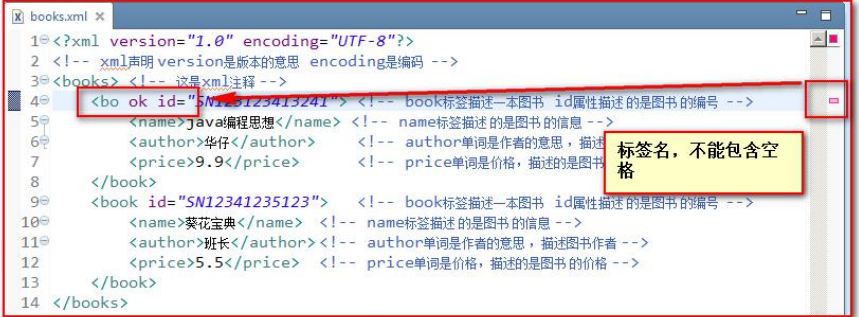 books.xml
1 <?xml version="1.0" encoding="UTF-8"?>
2 <!-- xml声明 version是版本的意思 encoding是编码 -->
3 <books> <!-- 这是xml注释 -->
4 <bo ok id="SN123123413241"> <!-- book标签描述一本图书 id属性描述 的是图书 的编号 -->
5 <name>java编程思想</name> <!-- name标签描述 的是图书 的信息 -->
6 <author>华仔</author> <!-- author单词是作者的意思 ，描述
7 <price>9.9</price> <!-- price单词是价格，描述的是图书
标签名，不能包含空
格
8 </book>
9 <book id="SN12341235123"> <!-- book标签描述一本图书 id属性描述 的是图书 的编号 -->
10 <name>葵花宝典</name> <!-- name标签描述 的是图书 的信息 -->
11 <author>班长</author> <!-- author单词是作者的意思 ，描述图书作者 -->
12 <price>5.5</price> <!-- price单词是价格，描述的是图书 的价格 -->
13 </book>
14 </books>